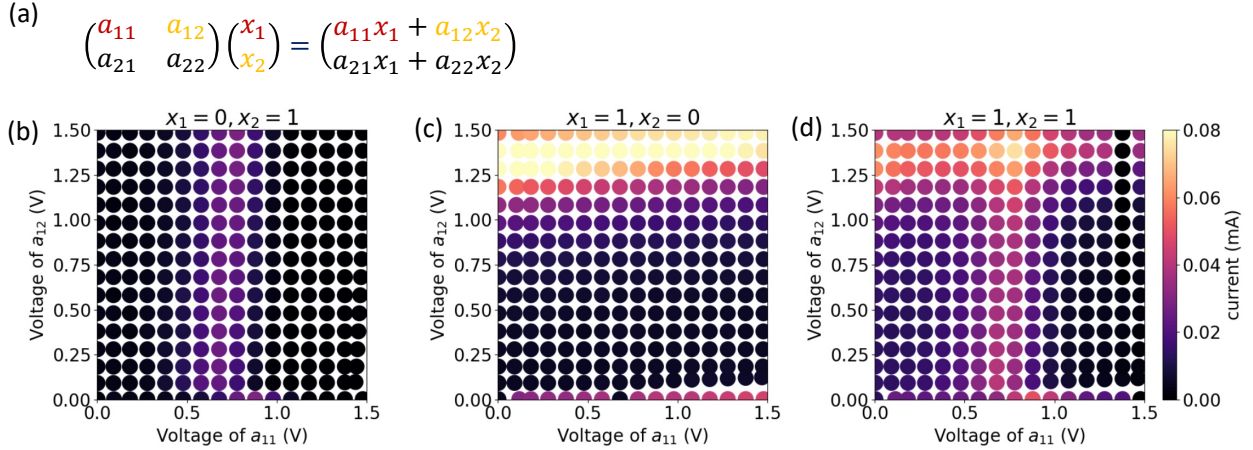 (a)
(a₁₁ a₁₂) (x₁) = (a₁₁x₁ + a₁₂x₂)
(a₂₁ a₂₂) (x₂) (a₂₁x₁ + a₂₂x₂)
(b) x₁ = 0, x₂ = 1
1.50
1.25
1.00
0.75
0.50
0.25
0.00
Voltage of a₁₂ (V)
0.0 0.5 1.0 1.5
Voltage of a₁₁ (V)
(c) x₁ = 1, x₂ = 0
1.50
1.25
1.00
0.75
0.50
0.25
0.00
Voltage of a₁₂ (V)
0.0 0.5 1.0 1.5
Voltage of a₁₁ (V)
(d) x₁ = 1, x₂ = 1
1.50
1.25
1.00
0.75
0.50
0.25
0.00
Voltage of a₁₂ (V)
0.0 0.5 1.0 1.5
Voltage of a₁₁ (V)
0.08
0.06
0.04
0.02
0.00
current (mA)